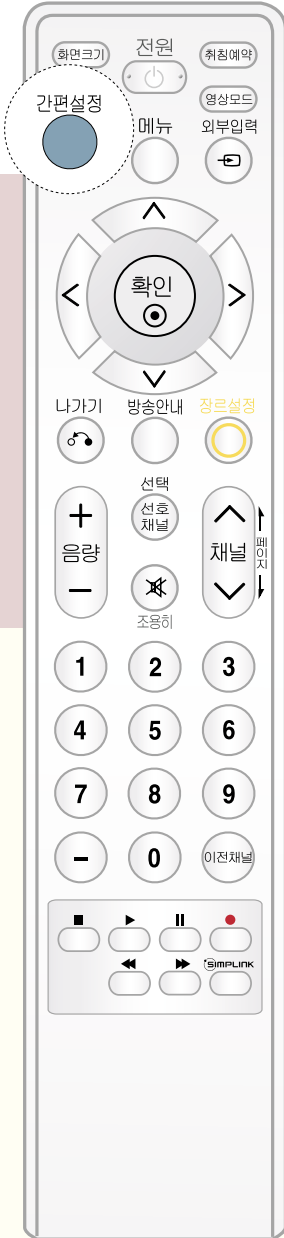 화면크기
전원
취침예약
간편설정
영상모드
메뉴
외부입력
확인
나가기
방송안내
장르설정
선택
선호
채널
음량
채널
페이지
조용히
1 2 3
4 5 6
7 8 9
- 0 이전채널
SIMPLINK